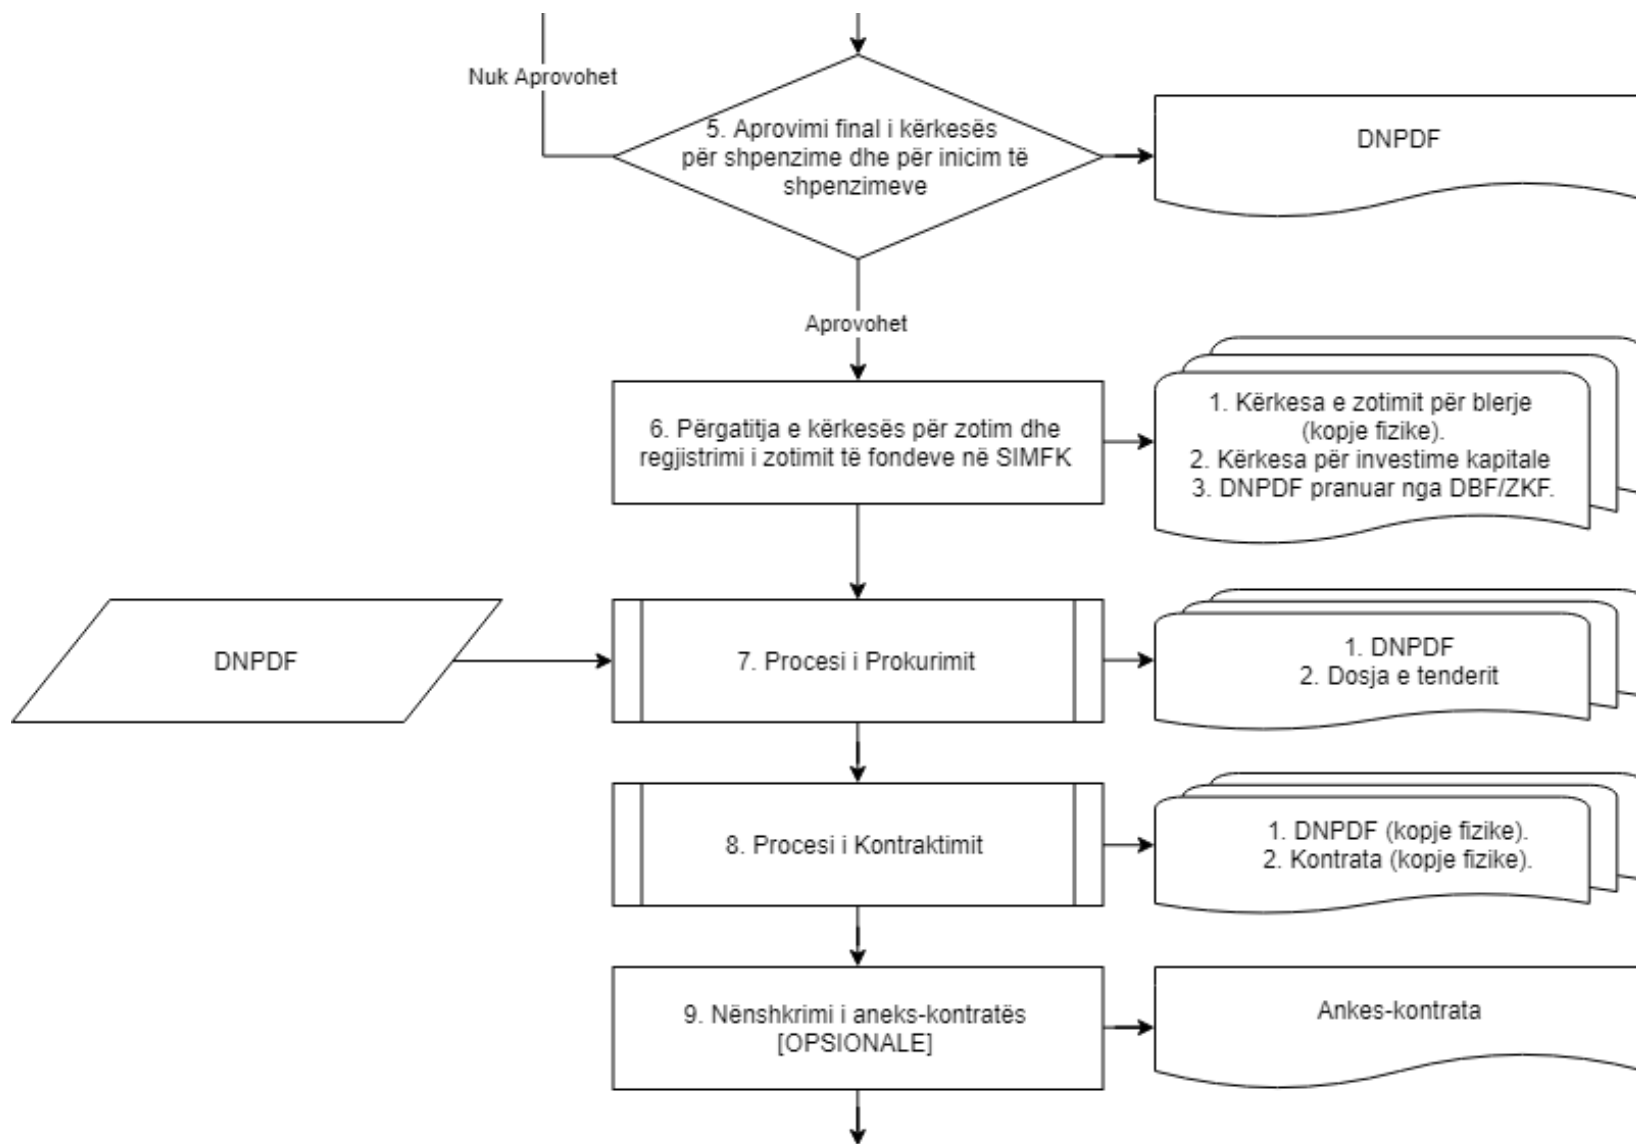 Nuk Aprovohet
5. Aprovimi final i kërkesës
për shpenzime dhe për inicim të
shpenzimeve
DNPDF
Aprovohet
6. Përgatitja e kërkesës për zotim dhe
regjistrimi i zotimit të fondeve në SIMFK
1. Kërkesa e zotimit për blerje
(kopje fizike).
2. Kërkesa për investime kapitale
3. DNPDF pranuar nga DBF/ZKF.
DNPDF
7. Procesi i Prokurimit
1. DNPDF
2. Dosja e tenderit
8. Procesi i Kontraktimit
1. DNPDF (kopje fizike).
2. Kontrata (kopje fizike).
9. Nënshkrimi i aneks-kontratës
[OPSIONALE]
Ankes-kontrata